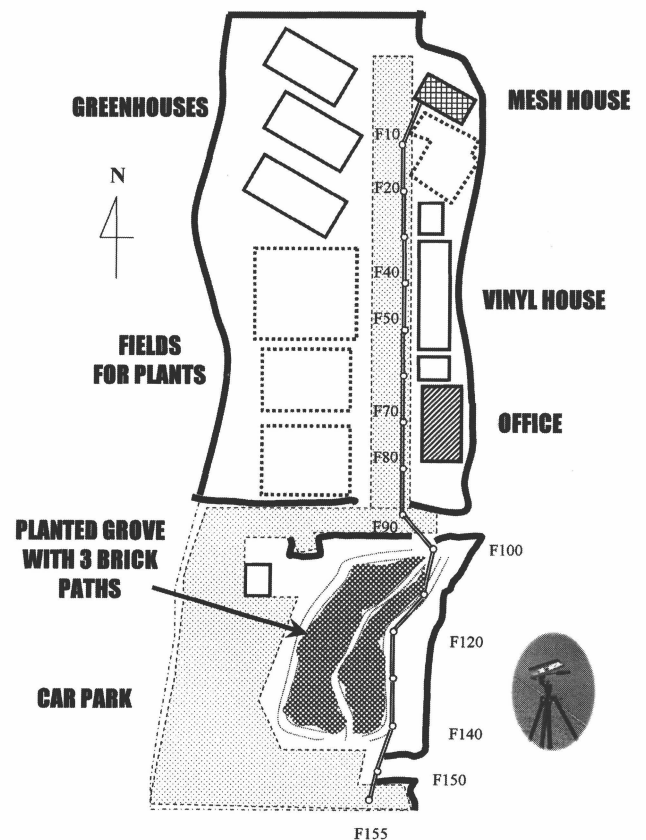 GREENHOUSES
MESH HOUSE
F10
N
F20
F40
VINYL HOUSE
F50
FIELDS
FOR PLANTS
F70
OFFICE
F80
PLANTED GROVE
WITH 3 BRICK
PATHS
F90
F100
F120
CAR PARK
F140
F150
F155